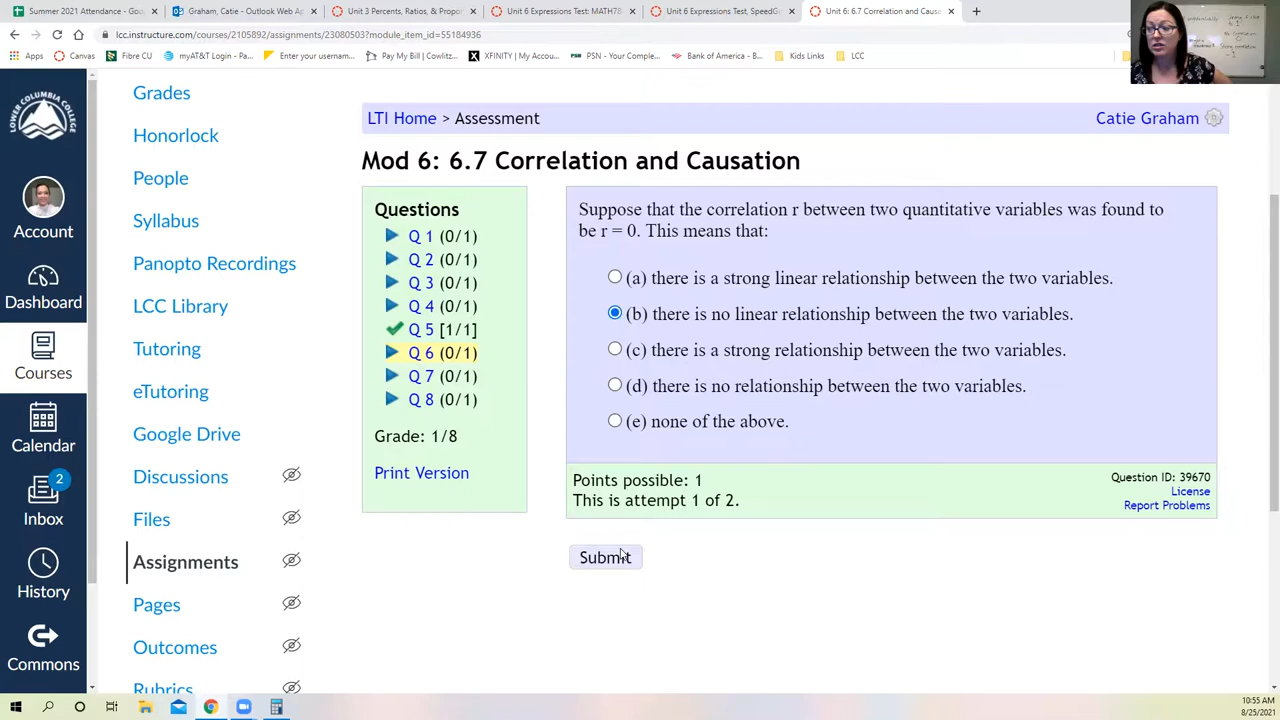 Summer 2021 Attendance - Goog
Graham, Catie - Outlook Web Ap
Unit 3 Percents, Ratios, & Prope
Unit 6 Expressions Test: MATH78
Unit 6 Expressions Test, SpeedG
Unit 6: 6.7 Correlation and Causa
lcc.instructure.com/courses/2105892/assignments/23080503?module_item_id=55184936
Apps
Canvas
Fibre CU
myAT&T Login - Pa...
Enter your usernam...
Pay My Bill | Cowlitz...
XFINITY | My Accou...
PSN - Your Comple...
Bank of America - B...
Kids Links
LCC
LOWER COLUMBIA COLLEGE
Account
Dashboard
Courses
Calendar
2
Inbox
History
Commons
Grades
Honorlock
People
Syllabus
Panopto Recordings
LCC Library
Tutoring
eTutoring
Google Drive
Discussions
Files
Assignments
Pages
Outcomes
Rubrics
LTI Home > Assessment
Catie Graham
Mod 6: 6.7 Correlation and Causation
Questions
Q 1 (0/1)
Q 2 (0/1)
Q 3 (0/1)
Q 4 (0/1)
Q 5 [1/1]
Q 6 (0/1)
Q 7 (0/1)
Q 8 (0/1)
Grade: 1/8
Print Version
Suppose that the correlation r between two quantitative variables was found to
be r = 0. This means that:
(a) there is a strong linear relationship between the two variables.
(b) there is no linear relationship between the two variables.
(c) there is a strong relationship between the two variables.
(d) there is no relationship between the two variables.
(e) none of the above.
Points possible: 1
This is attempt 1 of 2.
Question ID: 39670
License
Report Problems
Submit
10:55 AM
8/25/2021